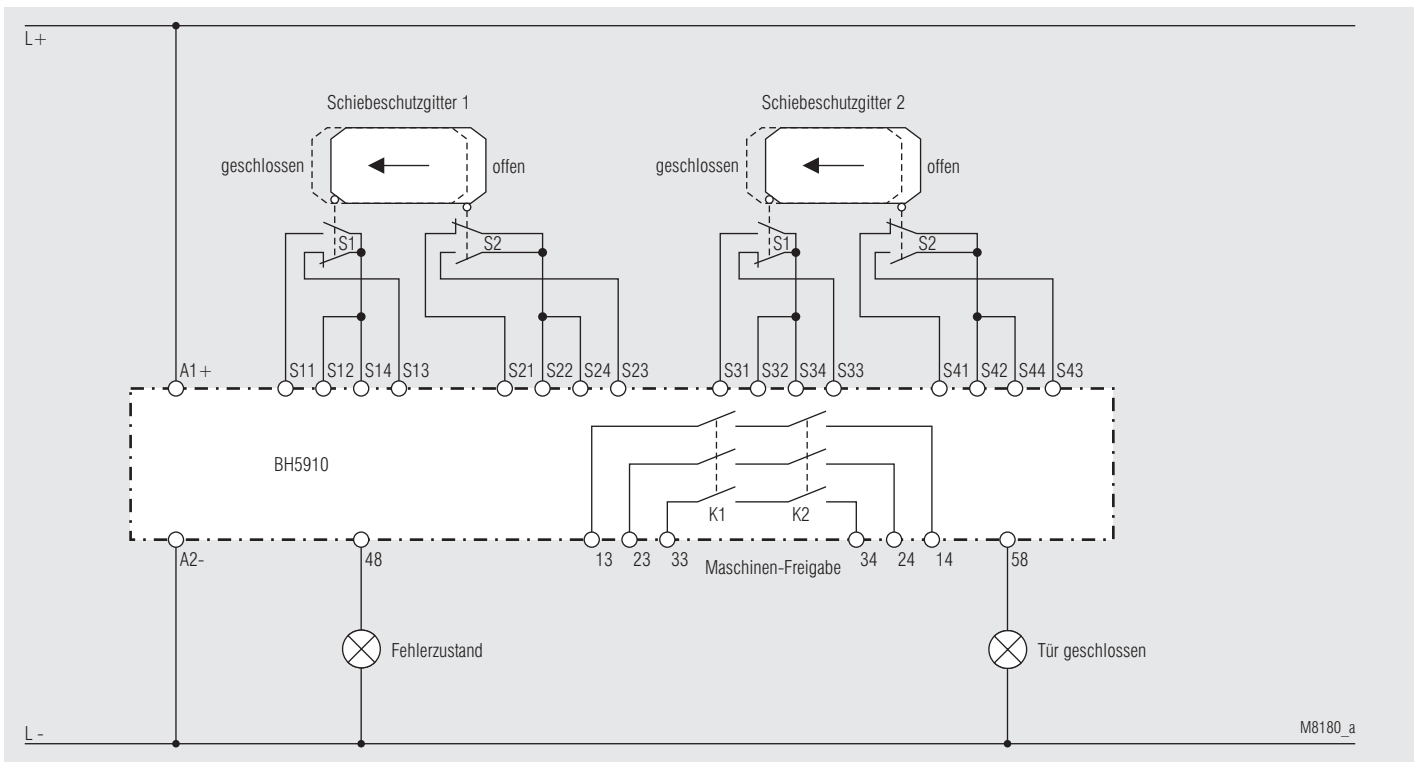 L+
Schiebeschutzgitter 1
Schiebeschutzgitter 2
geschlossen
offen
geschlossen
offen
S1
S2
S1
S2
A1+
S11
S12
S14
S13
S21
S22
S24
S23
S31
S32
S34
S33
S41
S42
S44
S43
BH5910
K1
K2
A2-
48
13
23
33
Maschinen-Freigabe
34
24
14
58
Fehlerzustand
Tür geschlossen
L -
M8180_a